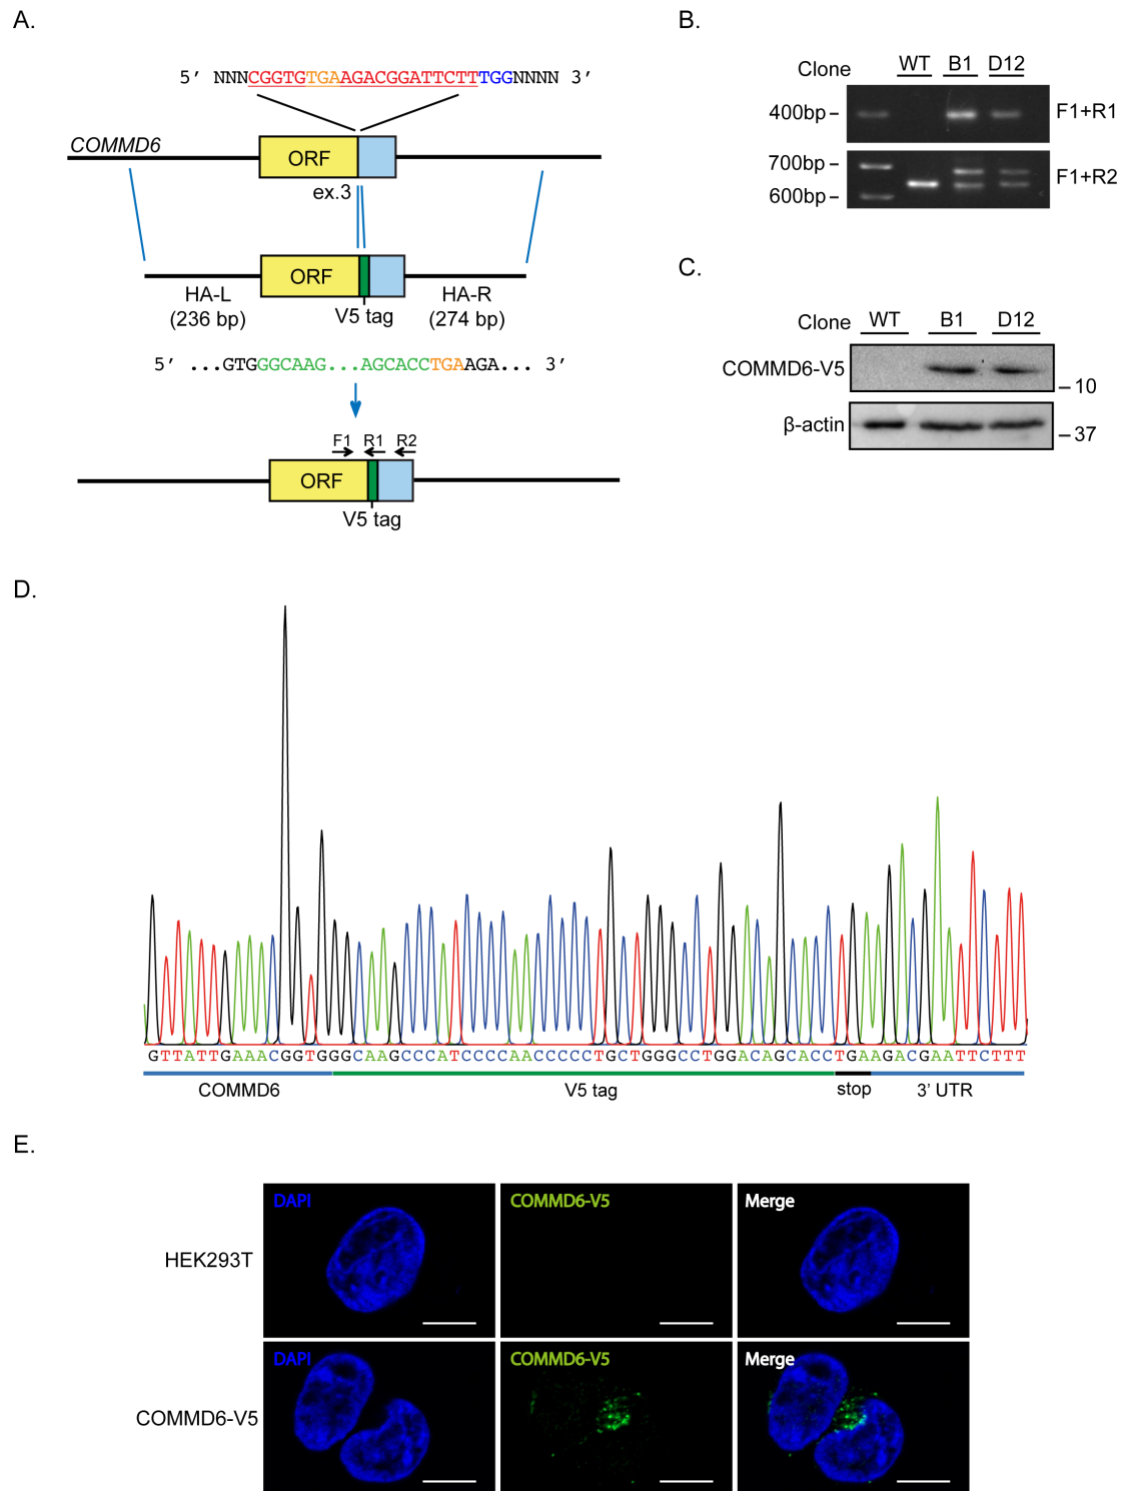 A.
5’ NNNCGGTGTGAAGACGGATTCTTTGGNNNN 3’
COMMD6
ORF
ex.3
ORF
HA-L
(236 bp)
V5 tag
HA-R
(274 bp)
5’ ...GTGGGCAAG...AGCACCTGAAGA... 3’
F1 R1 R2
ORF
V5 tag
B.
Clone WT B1 D12
400bp
F1+R1
700bp
600bp
F1+R2
C.
Clone WT B1 D12
COMMD6-V5
10
β-actin
37
D.
GTTATTGAAACGGTGGGCAAGCCCATCCCCAACCCCCTGCTGGGCCTGGACAGCACCTGAAGACGAATTCTTT
COMMD6 V5 tag stop 3’ UTR
E.
HEK293T
DAPI COMMD6-V5 Merge
COMMD6-V5
DAPI COMMD6-V5 Merge